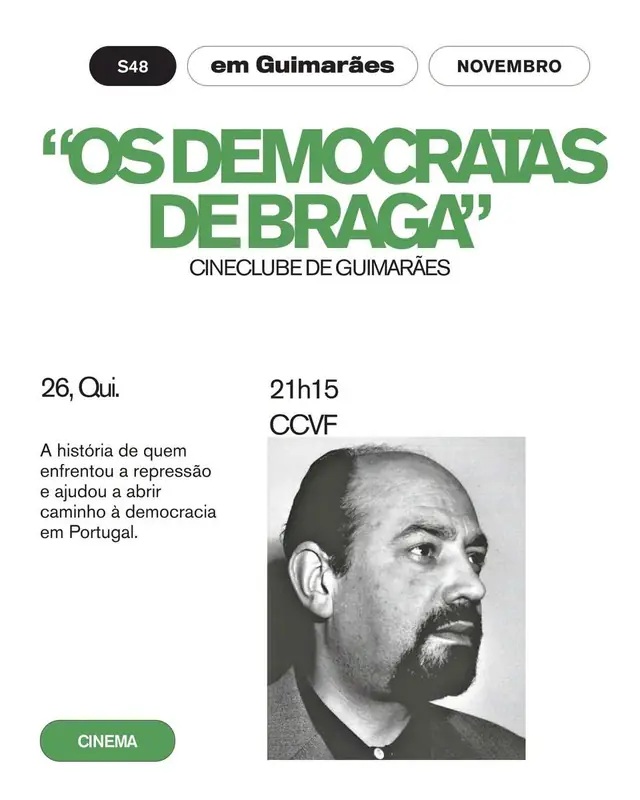 S48
em Guimarães
NOVEMBRO
“OS DEMOCRATAS
DE BRAGA”
CINECLUBE DE GUIMARÃES
26, Qui.
21h15
CCVF
A história de quem
enfrentou a repressão
e ajudou a abrir
caminho à democracia
em Portugal.
CINEMA